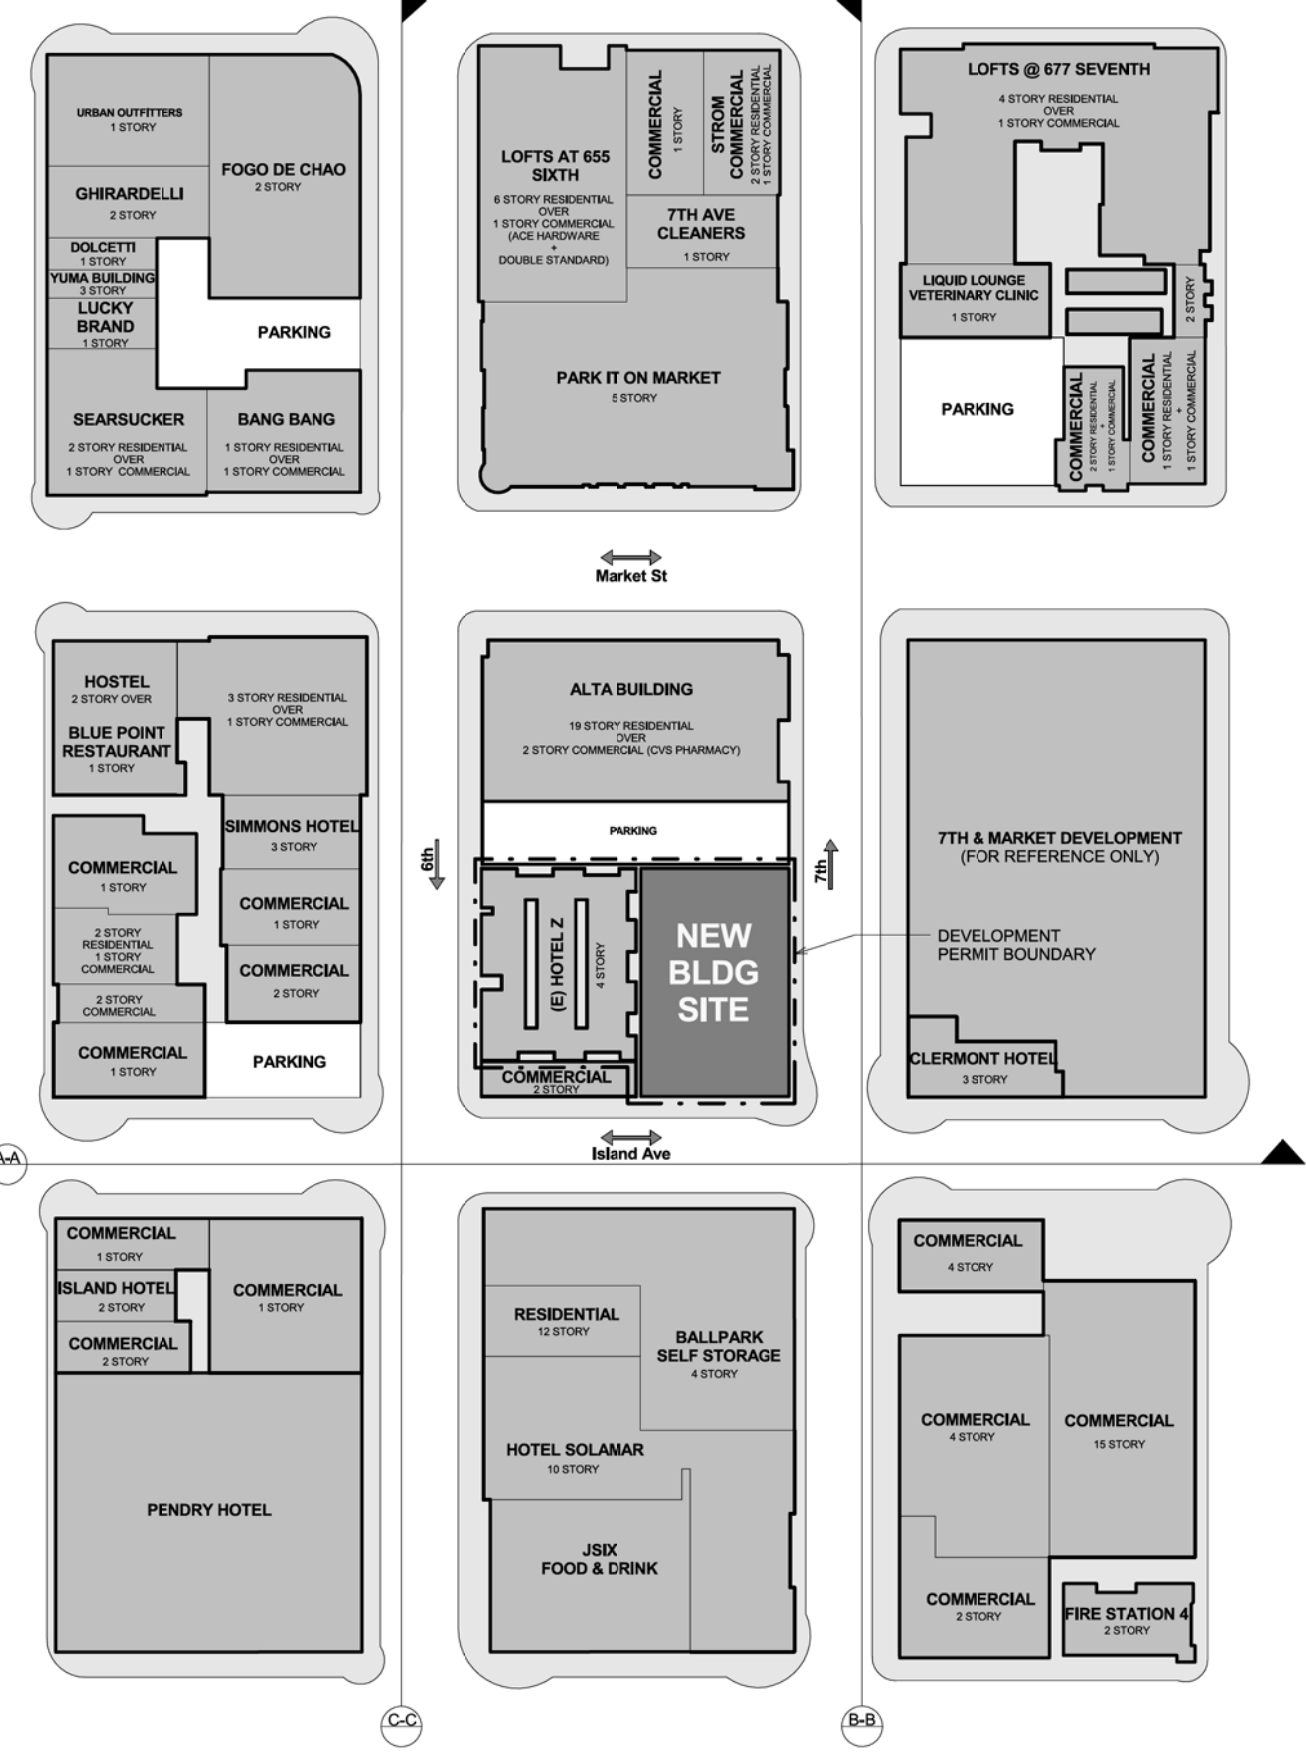 URBAN OUTFITTERS
1 STORY
GHIRARDELLI
2 STORY
FOGO DE CHAO
2 STORY
DOLCETTI
1 STORY
YUMA BUILDING
3 STORY
LUCKY
BRAND
1 STORY
PARKING
SEARSUCKER
2 STORY RESIDENTIAL
OVER
1 STORY COMMERCIAL
BANG BANG
1 STORY RESIDENTIAL
OVER
1 STORY COMMERCIAL
LOFTS AT 655
SIXTH
6 STORY RESIDENTIAL
OVER
1 STORY COMMERCIAL
(ACE HARDWARE
+
DOUBLE STANDARD)
COMMERCIAL
1 STORY
STROM
COMMERCIAL
2 STORY RESIDENTIAL
1 STORY COMMERCIAL
7TH AVE
CLEANERS
1 STORY
PARK IT ON MARKET
5 STORY
LOFTS @ 677 SEVENTH
4 STORY RESIDENTIAL
OVER
1 STORY COMMERCIAL
LIQUID LOUNGE
VETERINARY CLINIC
1 STORY
2 STORY
PARKING
COMMERCIAL
2 STORY RESIDENTIAL
+
1 STORY COMMERCIAL
COMMERCIAL
1 STORY RESIDENTIAL
+
1 STORY COMMERCIAL
Market St
HOSTEL
2 STORY OVER
BLUE POINT
RESTAURANT
1 STORY
3 STORY RESIDENTIAL
OVER
1 STORY COMMERCIAL
SIMMONS HOTEL
3 STORY
COMMERCIAL
1 STORY
COMMERCIAL
1 STORY
2 STORY
RESIDENTIAL
1 STORY
COMMERCIAL
COMMERCIAL
2 STORY
2 STORY
COMMERCIAL
COMMERCIAL
1 STORY
PARKING
6th
ALTA BUILDING
19 STORY RESIDENTIAL
OVER
2 STORY COMMERCIAL (CVS PHARMACY)
PARKING
7th
(E) HOTEL Z
4 STORY
NEW
BLDG
SITE
COMMERCIAL
2 STORY
7TH & MARKET DEVELOPMENT
(FOR REFERENCE ONLY)
DEVELOPMENT
PERMIT BOUNDARY
CLERMONT HOTEL
3 STORY
Island Ave
A-A
COMMERCIAL
1 STORY
ISLAND HOTEL
2 STORY
COMMERCIAL
2 STORY
COMMERCIAL
1 STORY
PENDRY HOTEL
RESIDENTIAL
12 STORY
BALLPARK
SELF STORAGE
4 STORY
HOTEL SOLAMAR
10 STORY
JSIX
FOOD & DRINK
COMMERCIAL
4 STORY
COMMERCIAL
4 STORY
COMMERCIAL
15 STORY
COMMERCIAL
2 STORY
FIRE STATION 4
2 STORY
C-C
B-B